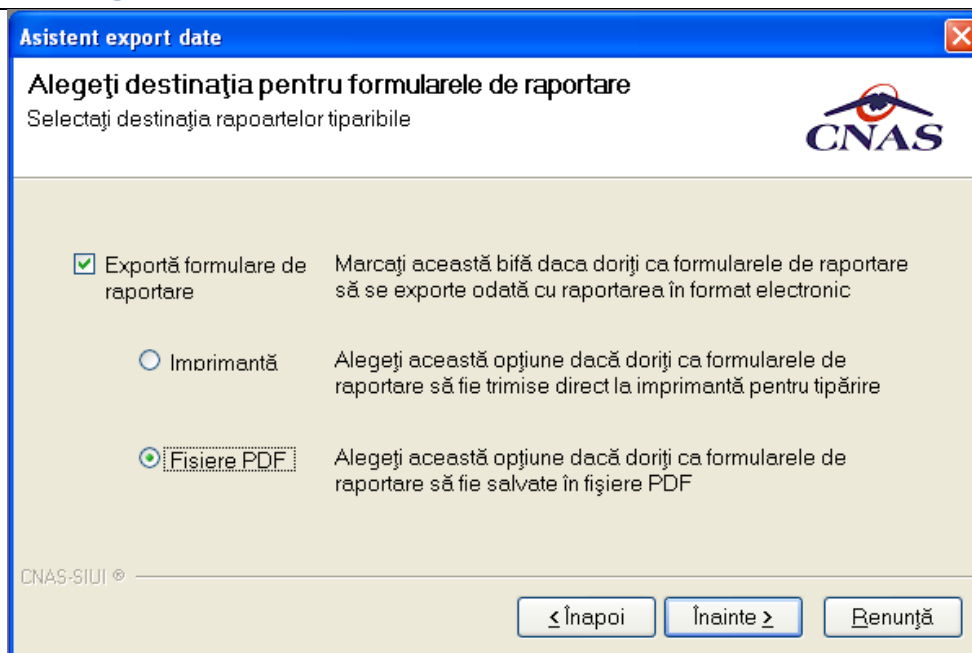 Asistent export date
Alegeţi destinaţia pentru formularele de raportare
Selectaţi destinaţia rapoartelor tiparibile
CNAS
Exportă formulare de raportare
Marcaţi această bifă daca doriţi ca formularele de raportare
să se exporte odată cu raportarea în format electronic
Imprimantă
Alegeţi această opţiune dacă doriţi ca formularele de
raportare să fie trimise direct la imprimantă pentru tipărire
Fisiere PDF
Alegeţi această opţiune dacă doriţi ca formularele de
raportare să fie salvate în fişiere PDF
CNAS-SIUI ®
< Înapoi
Înainte >
Renunţă